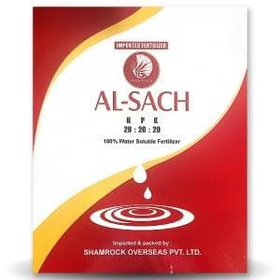 IMPORTED FERTILIZER
AL-SACH
N P K
20 : 20 : 20
100% Water Soluble Fertilizer
Imported & packed by :
SHAMROCK OVERSEAS PVT. LTD.